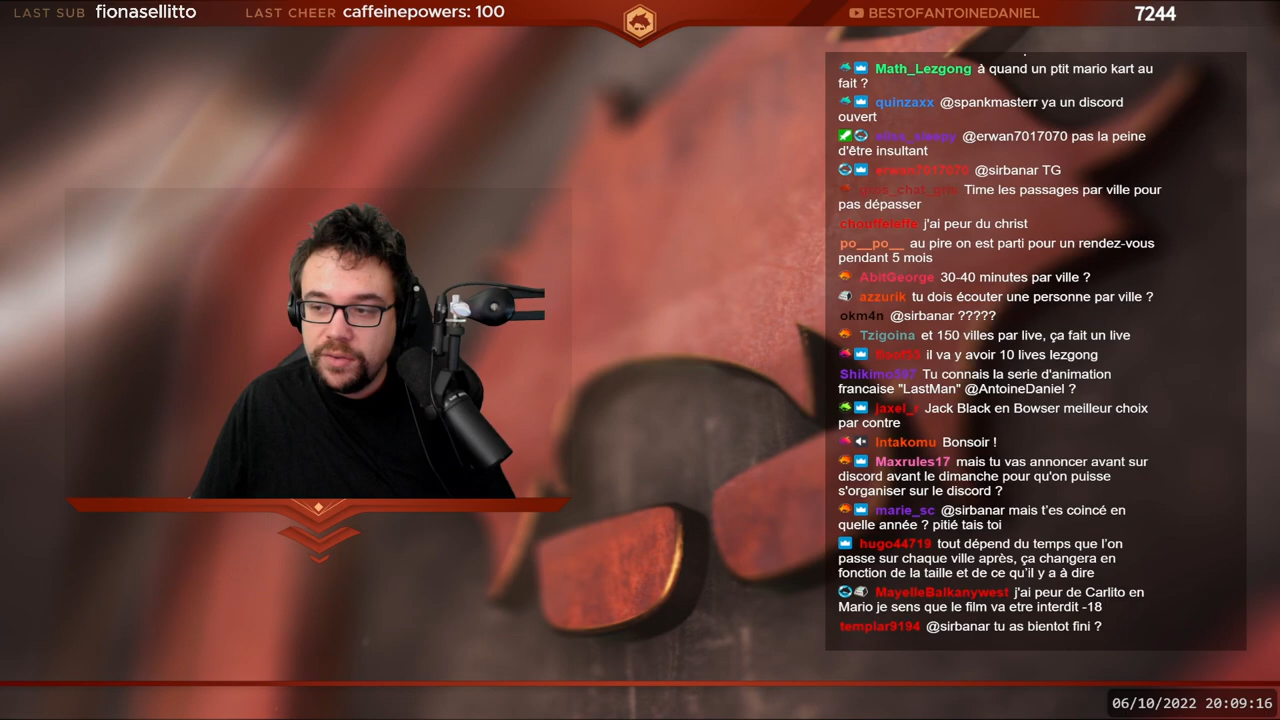 LAST SUB fionasellitto LAST CHEER caffeinepowers: 100 BESTOFANTOINEDANIEL 7244
Math_Lezgong à quand un ptit mario kart au
fait ?
quinzaxx @spankmasterr ya un discord
ouvert
elisa_sleepy @erwan7017070 pas la peine
d'être insultant
erwan7017070 @sirbanar TG
gros_chat_gris Time les passages par ville pour
pas dépasser
chouffeleffe j'ai peur du christ
po__po__ au pire on est parti pour un rendez-vous
pendant 5 mois
AbitGeorge 30-40 minutes par ville ?
azzurik tu dois écouter une personne par ville ?
okm4n @sirbanar ?????
Tzigoina et 150 villes par live, ça fait un live
il va y avoir 10 lives lezgong
Shikimo597 Tu connais la serie d'animation
francaise "LastMan" @AntoineDaniel ?
jaxel_r Jack Black en Bowser meilleur choix
par contre
Intakomu Bonsoir !
Maxrules17 mais tu vas annoncer avant sur
discord avant le dimanche pour qu'on puisse
s'organiser sur le discord ?
marie_sc @sirbanar mais t'es coincé en
quelle année ? pitié tais toi
hugo44719 tout dépend du temps que l'on
passe sur chaque ville après, ça changera en
fonction de la taille et de ce qu'il y a à dire
MayelleBalkanywest j'ai peur de Carlito en
Mario je sens que le film va etre interdit -18
templar9194 @sirbanar tu as bientot fini ?
06/10/2022 20:09:16